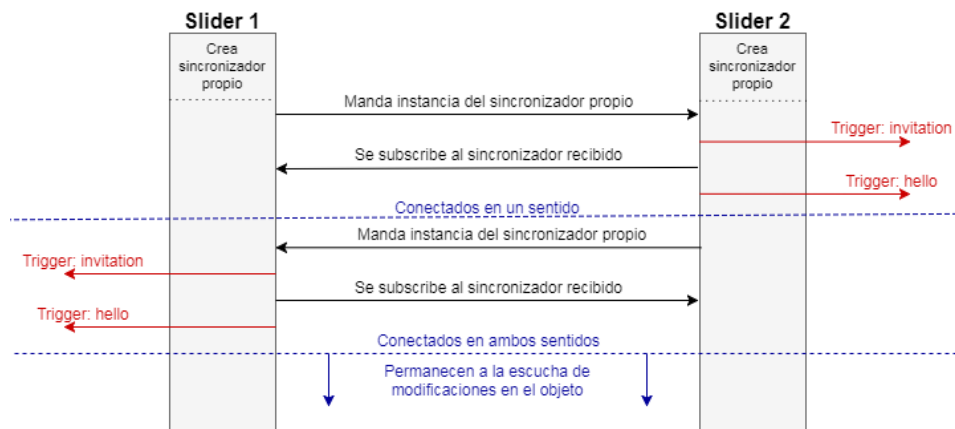 Slider 1
Slider 2
Crea
sincronizador
propio
Crea
sincronizador
propio
Manda instancia del sincronizador propio
Trigger: invitation
Se subscribe al sincronizador recibido
Trigger: hello
Conectados en un sentido
Manda instancia del sincronizador propio
Trigger: invitation
Se subscribe al sincronizador recibido
Trigger: hello
Conectados en ambos sentidos
Permanecen a la escucha de
modificaciones en el objeto